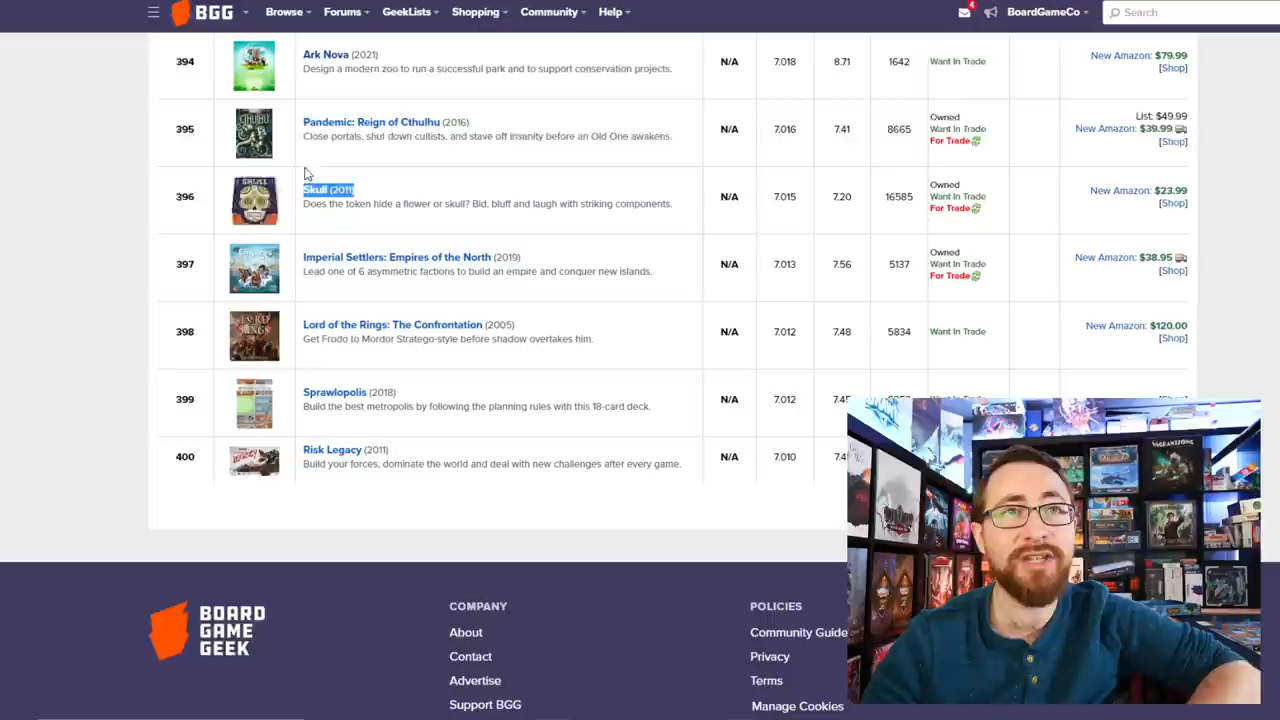 BGG Browse Forums GeekLists Shopping Community Help 4 BoardGameCo Search
394 Ark Nova (2021) N/A 7.018 8.71 1642 Want In Trade New Amazon: $79.99
Design a modern zoo to run a successful park and to support conservation projects. [Shop]
395 Pandemic: Reign of Cthulhu (2016) N/A 7.016 7.41 8665 Owned List: $49.99
Close portals, shut down cultists, and stave off insanity before an Old One awakens. Want In Trade New Amazon: $39.99
For Trade [Shop]
396 Skull (2011) N/A 7.015 7.20 16585 Owned New Amazon: $23.99
Does the token hide a flower or skull? Bid, bluff and laugh with striking components. Want In Trade [Shop]
For Trade
397 Imperial Settlers: Empires of the North (2019) N/A 7.013 7.56 5137 Owned New Amazon: $38.95
Lead one of 6 asymmetric factions to build an empire and conquer new islands. Want In Trade [Shop]
For Trade
398 Lord of the Rings: The Confrontation (2005) N/A 7.012 7.48 5834 Want In Trade New Amazon: $120.00
Get Frodo to Mordor Stratego-style before shadow overtakes him. [Shop]
399 Sprawlopolis (2018) N/A 7.012
Build the best metropolis by following the planning rules with this 18-card deck.
400 Risk Legacy (2011) N/A 7.010
Build your forces, dominate the world and deal with new challenges after every game.
BOARD
GAME
GEEK
COMPANY
About
Contact
Advertise
Support BGG
POLICIES
Community Guide
Privacy
Terms
Manage Cookies